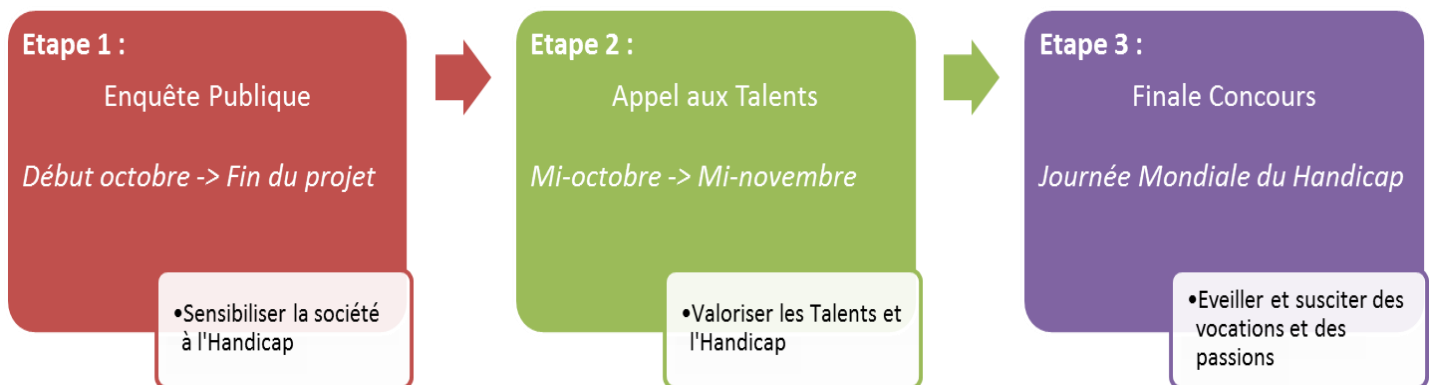 Etape 1 :
Enquête Publique
Début octobre -> Fin du projet
•Sensibiliser la société
à l'Handicap
Etape 2 :
Appel aux Talents
Mi-octobre -> Mi-novembre
•Valoriser les Talents et
l'Handicap
Etape 3 :
Finale Concours
Journée Mondiale du Handicap
•Eveiller et susciter des
vocations et des
passions